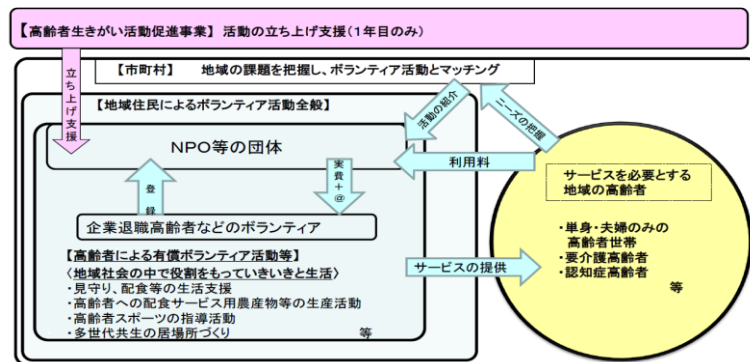 【高齢者生きがい活動促進事業】 活動の立ち上げ支援(1年目のみ)
立ち上げ支援
【市町村】 地域の課題を把握し、ボランティア活動とマッチング
【地域住民によるボランティア活動全般】
活動の紹介
ニーズの把握
NPO等の団体
利用料
登録
実費+@
企業退職高齢者などのボランティア
【高齢者による有償ボランティア活動等】
〈地域社会の中で役割をもっていきいきと生活〉
・見守り、配食等の生活支援
・高齢者への配食サービス用農産物等の生産活動
・高齢者スポーツの指導活動
・多世代共生の居場所づくり 等
サービスの提供
サービスを必要とする
地域の高齢者
・単身・夫婦のみの
高齢者世帯
・要介護高齢者
・認知症高齢者
等